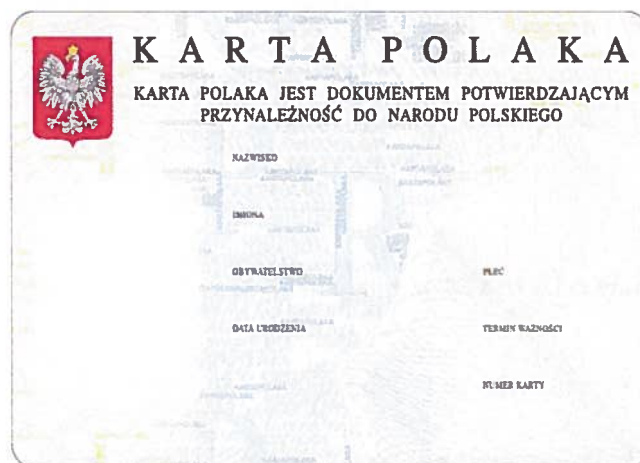 KARTA POLAKA
KARTA POLAKA JEST DOKUMENTEM POTWIERDZAJĄCYM
PRZYNALEŻNOŚĆ DO NARODU POLSKIEGO
NAZWISKO
IMIONA
OBYWATELSTWO
PŁEĆ
DATA URODZENIA
TERMIN WAŻNOŚCI
NUMER KARTY